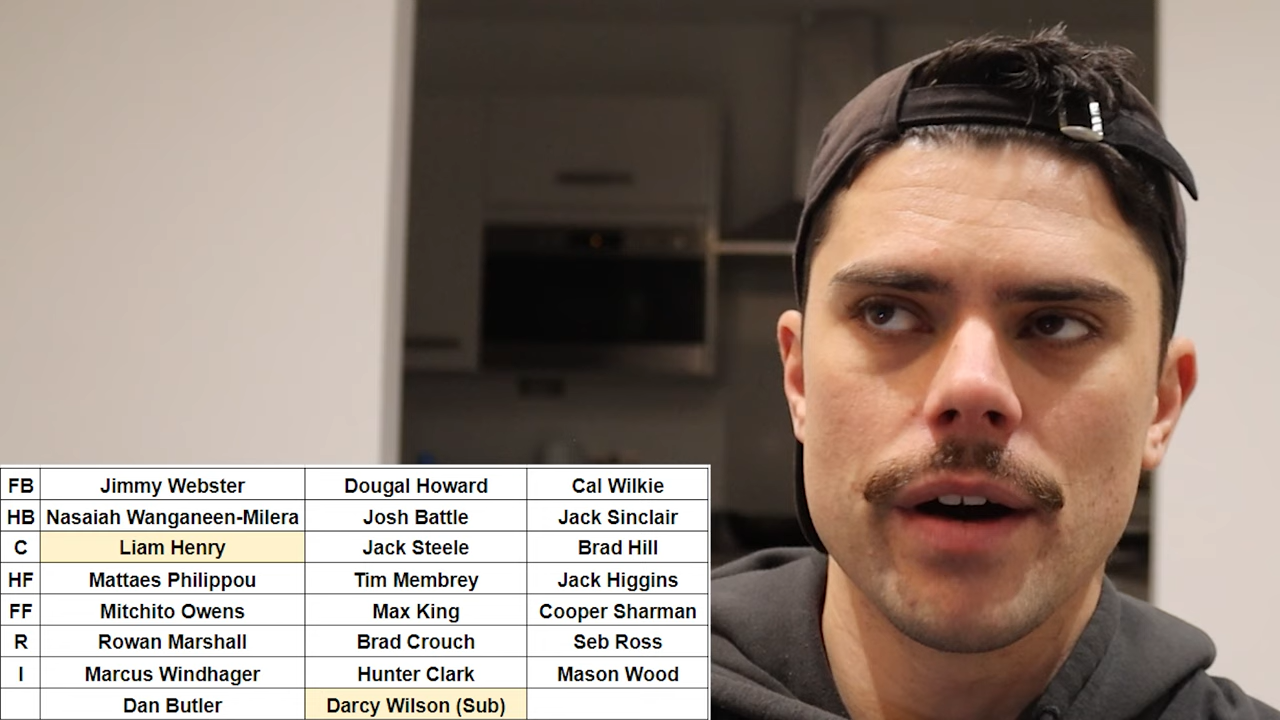 FB Jimmy Webster Dougal Howard Cal Wilkie
HB Nasaiah Wanganeen-Milera Josh Battle Jack Sinclair
C Liam Henry Jack Steele Brad Hill
HF Mattaes Philippou Tim Membrey Jack Higgins
FF Mitchito Owens Max King Cooper Sharman
R Rowan Marshall Brad Crouch Seb Ross
I Marcus Windhager Hunter Clark Mason Wood
Dan Butler Darcy Wilson (Sub)